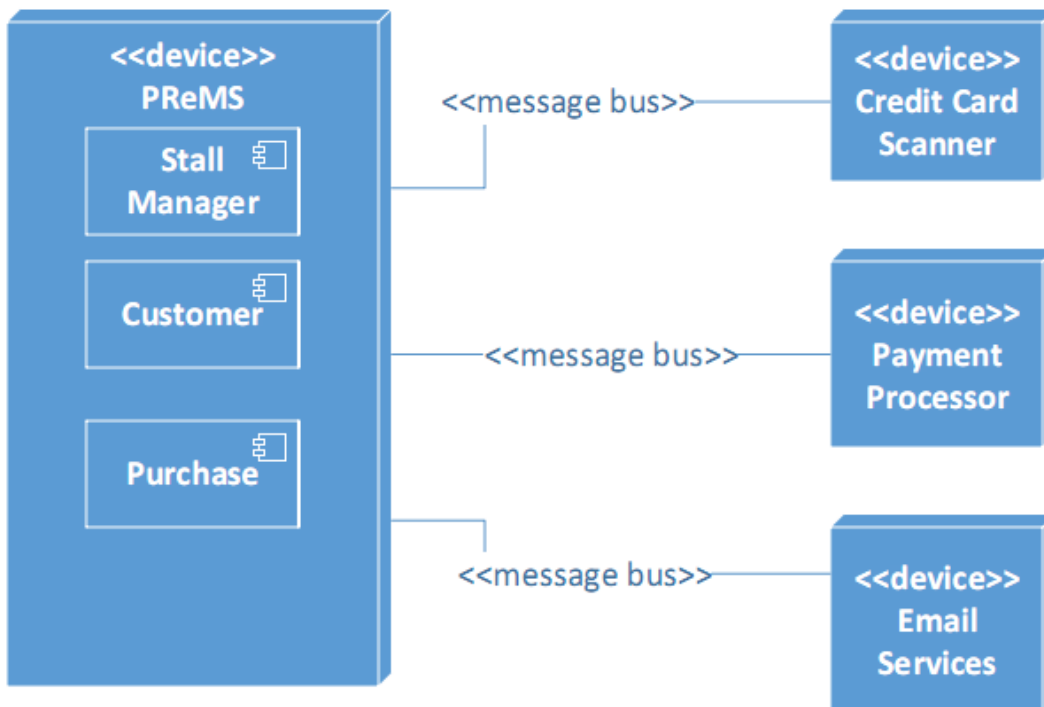 <<device>>
PReMS
Stall
Manager
Customer
Purchase
<<message bus>>
<<message bus>>
<<message bus>>
<<device>>
Credit Card
Scanner
<<device>>
Payment
Processor
<<device>>
Email
Services